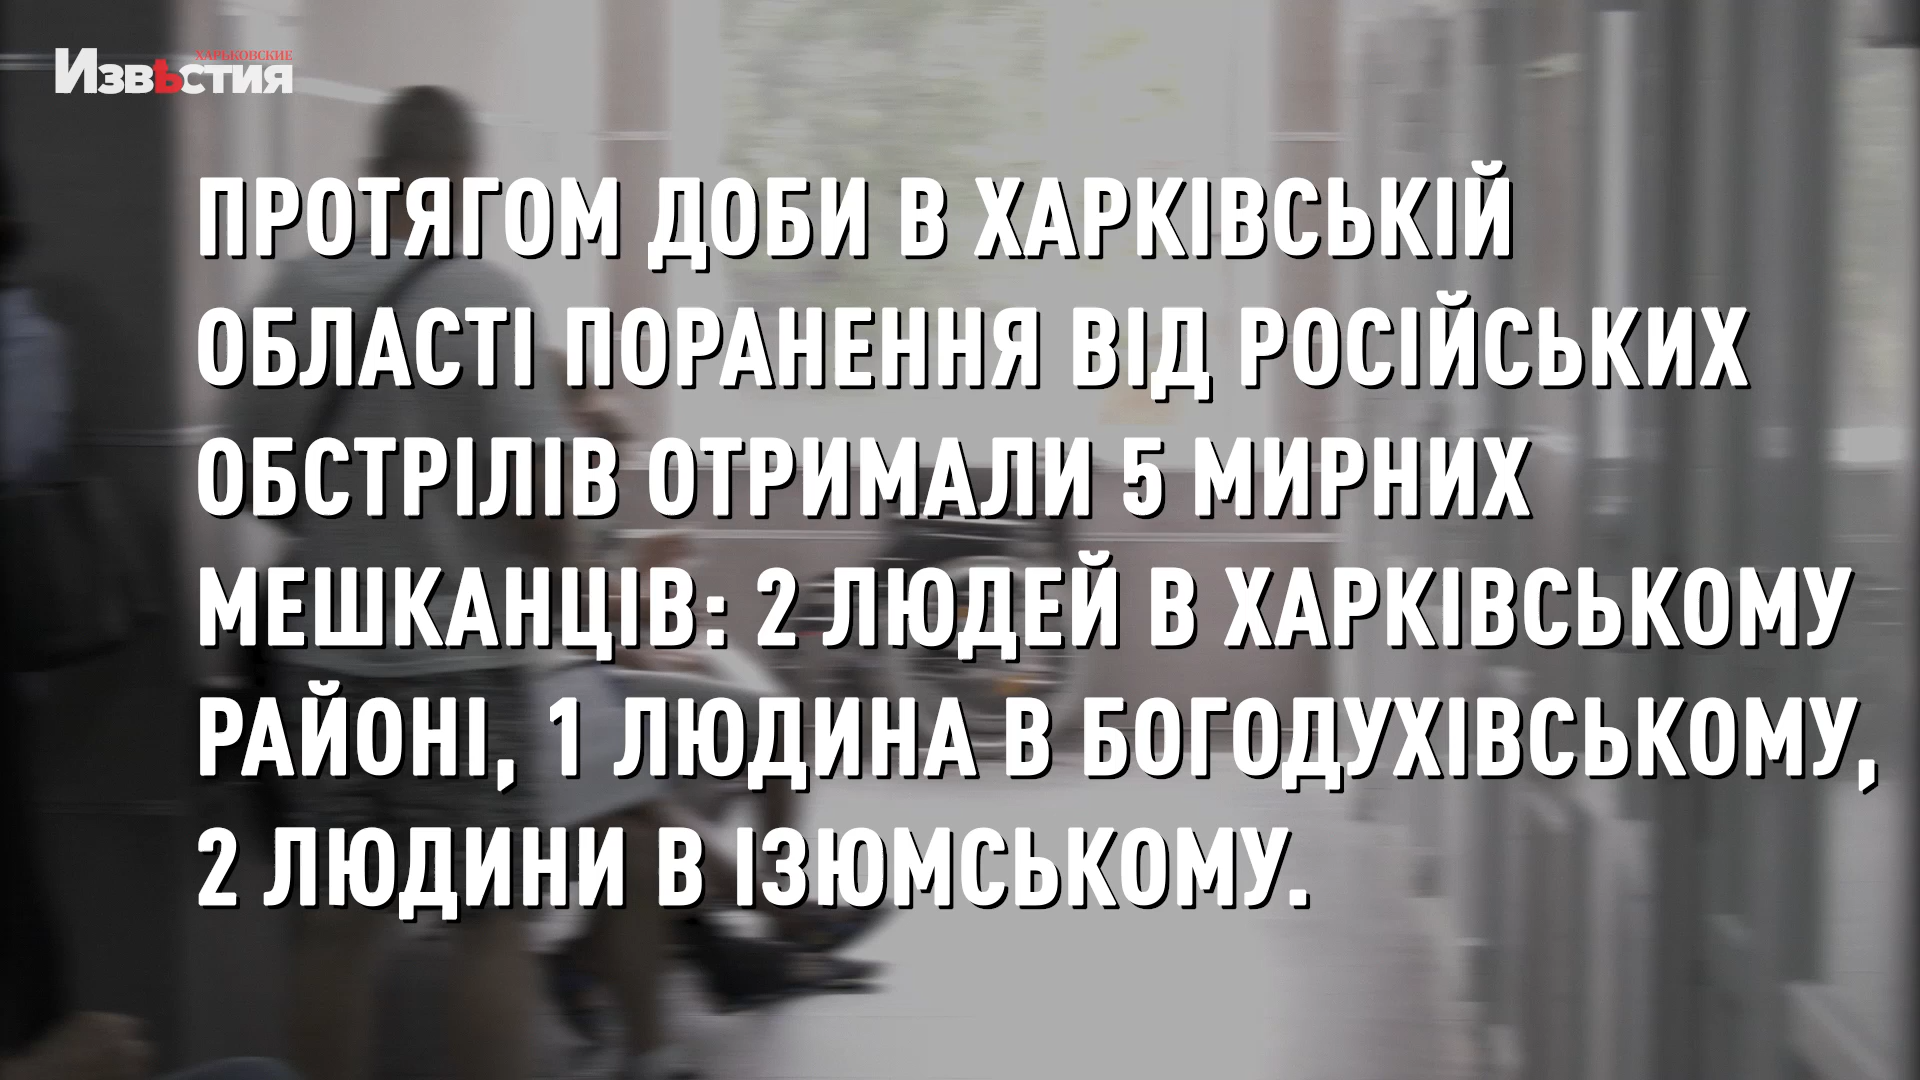 ХАРЬКОВСКИЕ
ИЗВѢСТИЯ
ПРОТЯГОМ ДОБИ В ХАРКІВСЬКІЙ
ОБЛАСТІ ПОРАНЕННЯ ВІД РОСІЙСЬКИХ
ОБСТРІЛІВ ОТРИМАЛИ 5 МИРНИХ
МЕШКАНЦІВ: 2 ЛЮДЕЙ В ХАРКІВСЬКОМУ
РАЙОНІ, 1 ЛЮДИНА В БОГОДУХІВСЬКОМУ,
2 ЛЮДИНИ В ІЗЮМСЬКОМУ.